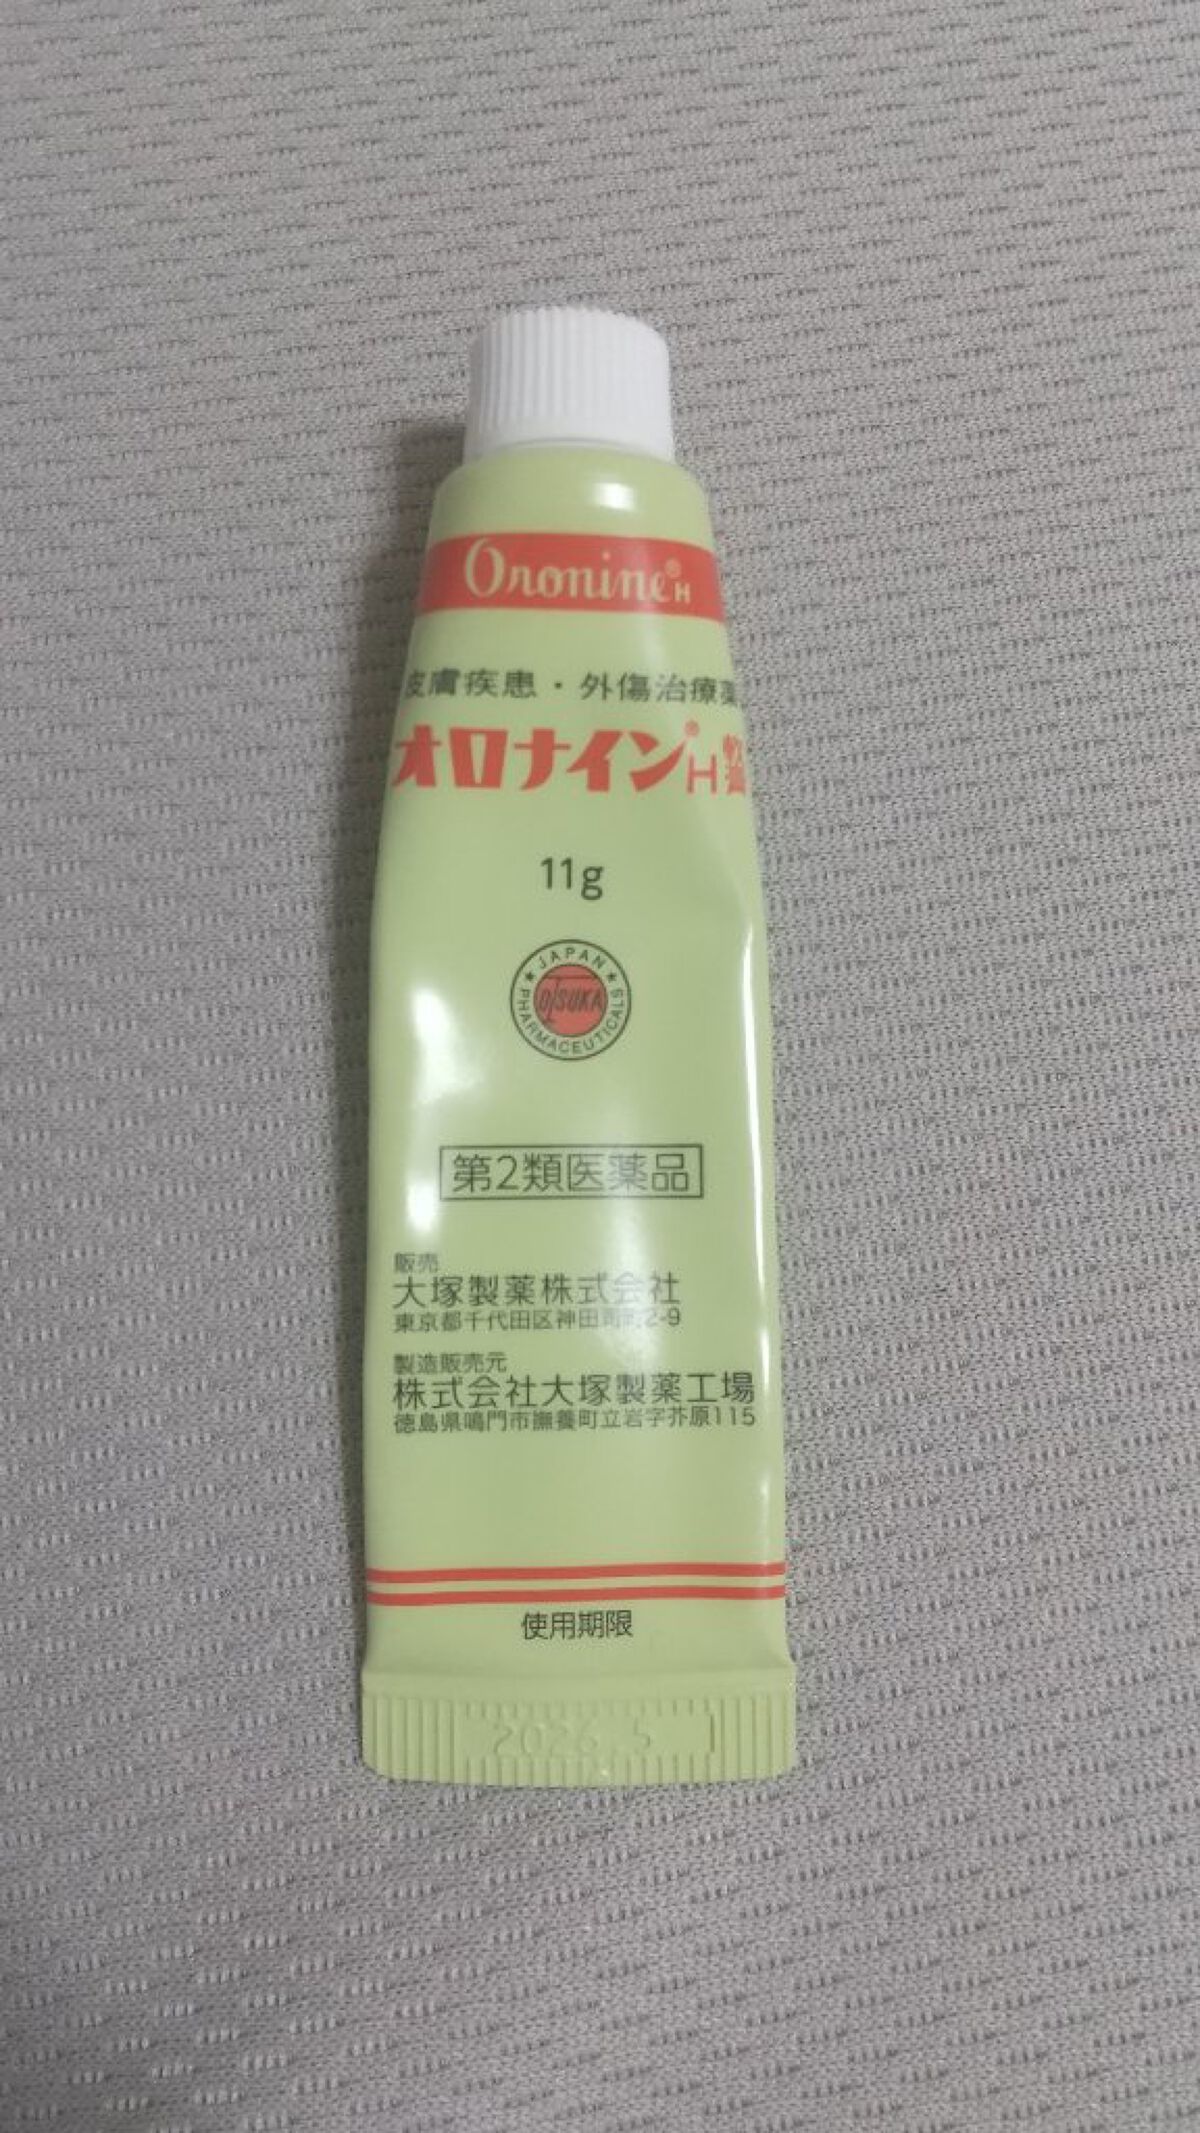 Oronine®H
皮膚疾患・外傷治療薬
オロナイン®H軟
11g
JAPAN
OTSUKA
PHARMACEUTICALS
第2類医薬品
販売
大塚製薬株式会社
東京都千代田区神田司町2-9
製造販売元
株式会社大塚製薬工場
徳島県鳴門市撫養町立岩字芥原115
使用期限
2026.5